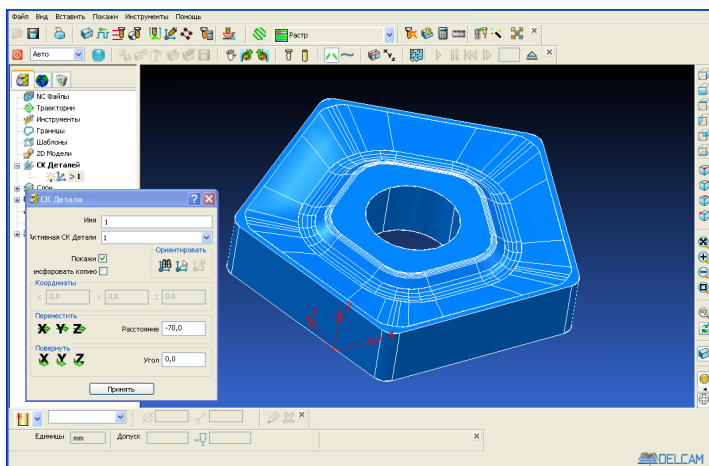 Файл Вид Вставить Покажи Инструменты Помощь
Растр
Авто
NC Файлы
Траектории
Инструменты
Границы
Шаблоны
2D Модели
СК Деталей
> 1
Слои
СК Детали
Имя 1
Активная СК Детали 1
Ориентировать
Покажи
нсфоровать копию
Координаты
X 0,0 Y 0,0 Z 0,0
Переместить
X Y Z Расстояние -70,0
Повернуть
X Y Z Угол 0,0
Принять
Единицы mm Допуск
DELCAM